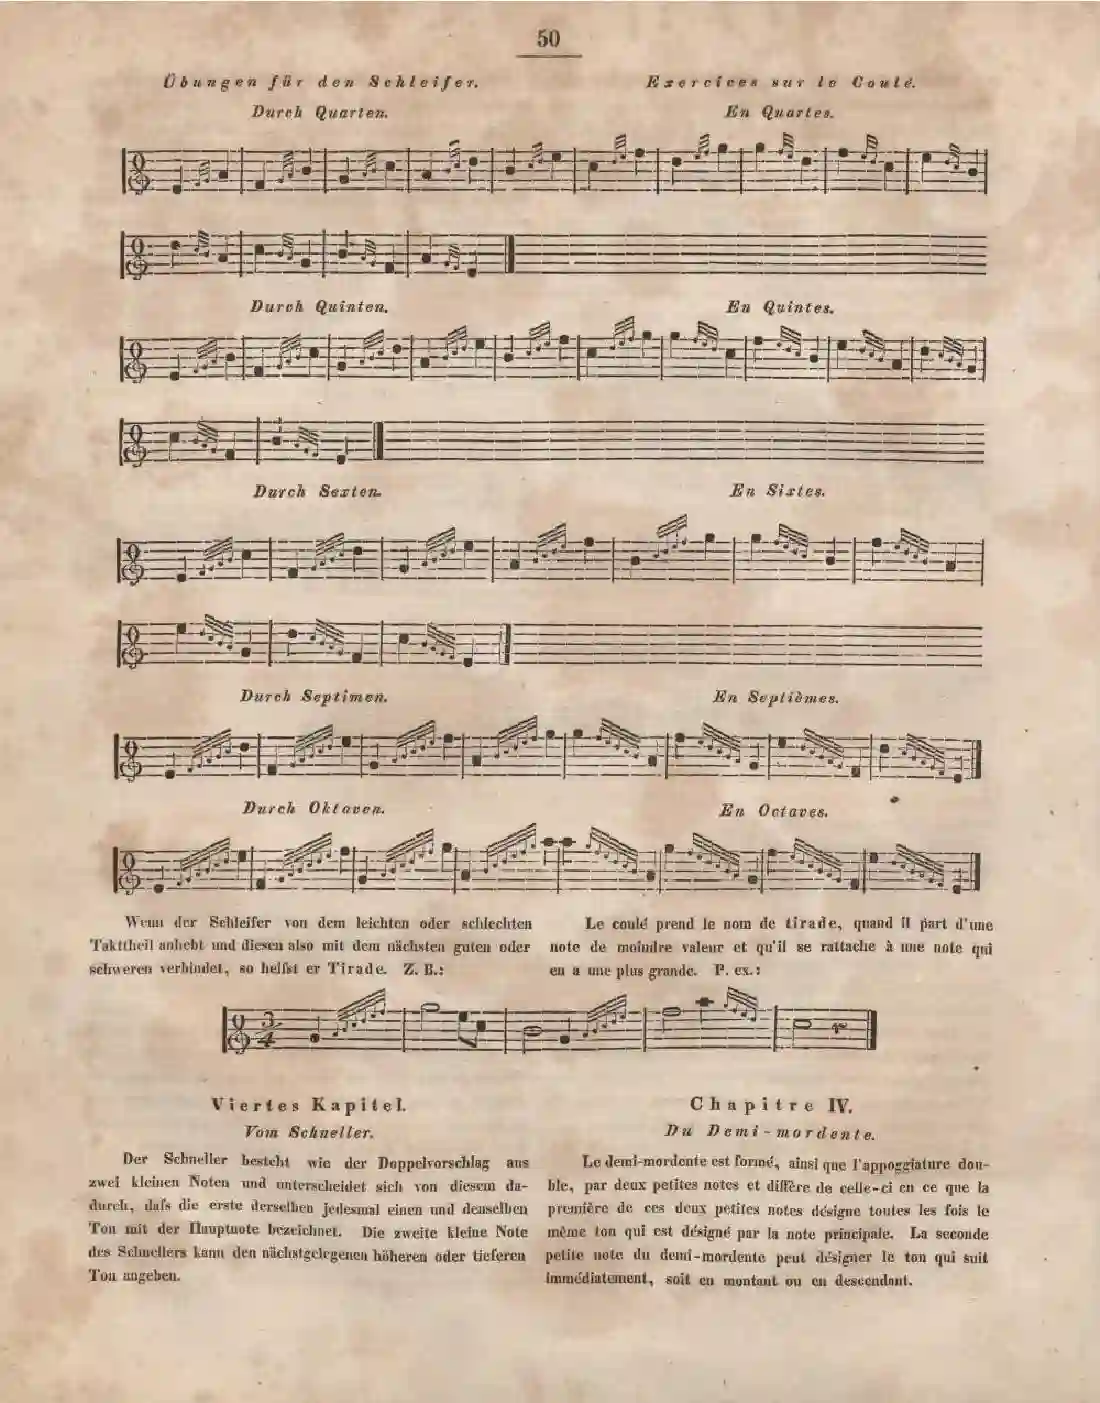 50
Übungen für den Schleifer.
Exercices sur le Coulé.
Durch Quarten.
En Quartes.
Durch Quinten.
En Quintes.
Durch Sexten.
En Sixtes.
Durch Septimen.
En Septièmes.
Durch Oktaven.
En Octaves.
Wenn der Schleifer von dem leichten oder schlechten
Takttheil anhebt und diesen also mit dem nächsten guten oder
schweren verbindet, so heifst er Tirade. Z. B.:
Le coulé prend le nom de tirade, quand il part d'une
note de moindre valeur et qu'il se rattache à une note qui
en a une plus grande. P. ex.:
3
4
Viertes Kapitel.
Vom Schneller.
Der Schneller besteht wie der Doppelvorschlag aus
zwei kleinen Noten und unterscheidet sich von diesem da-
durch, dafs die erste derselben jedesmal einen und denselben
Ton mit der Hauptnote bezeichnet. Die zweite kleine Note
des Schnellers kann den nächstgelegenen höheren oder tieferen
Ton angeben.
Chapitre IV.
Du Demi-mordente.
Le demi-mordente est formé, ainsi que l'appoggiature dou-
ble, par deux petites notes et diffère de celle-ci en ce que la
première de ces deux petites notes désigne toutes les fois le
même ton qui est désigné par la note principale. La seconde
petite note du demi-mordente peut désigner le ton qui suit
immédiatement, soit en montant ou en descendant.